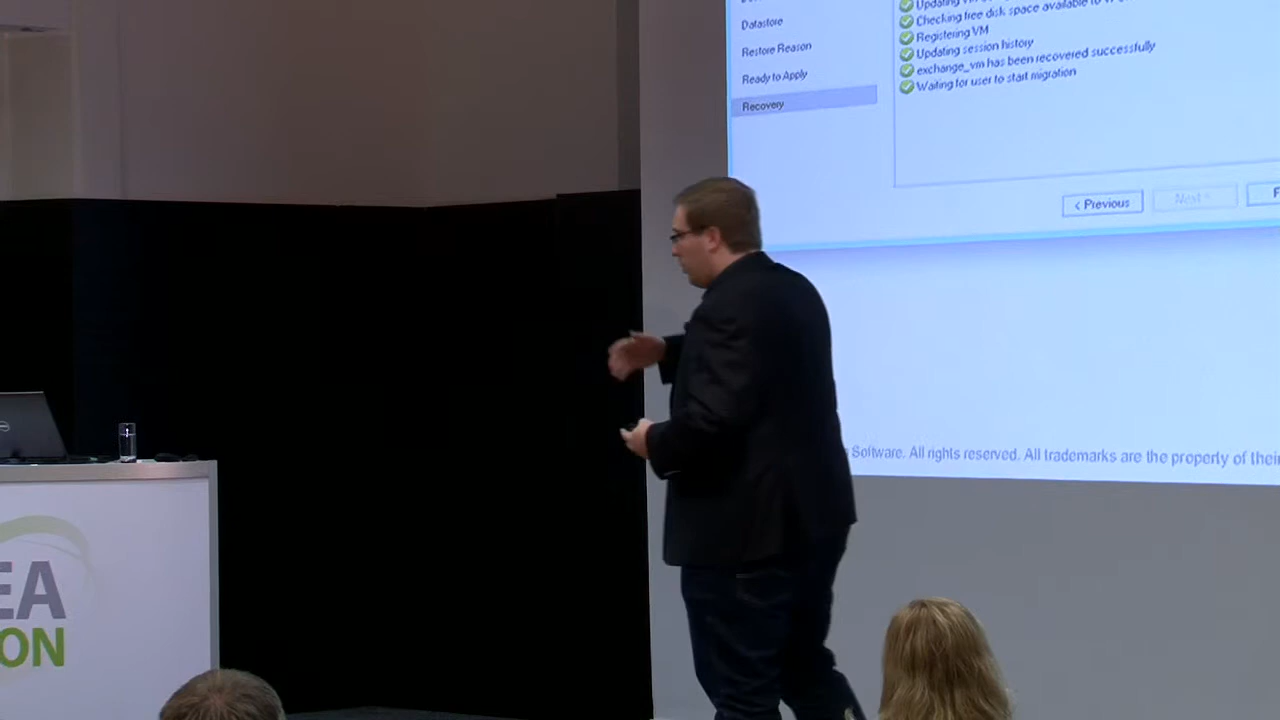 Datastore
Restore Reason
Ready to Apply
Recovery
Updating
Checking free disk space available to
Registering VM
Updating session history
exchange_vm has been recovered successfully
Waiting for user to start migration
< Previous
Next >
Software. All rights reserved. All trademarks are the property of their
EA
ON